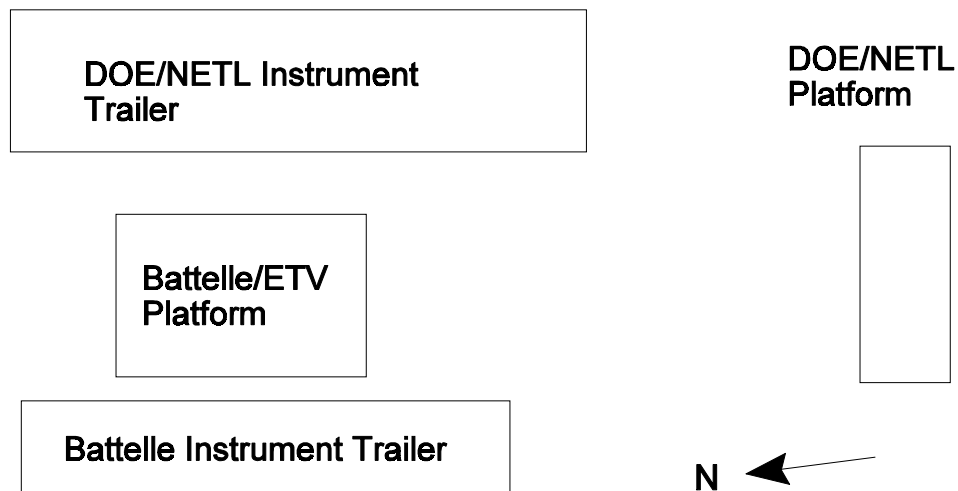 DOE/NETL Instrument
Trailer
DOE/NETL
Platform
Battelle/ETV
Platform
Battelle Instrument Trailer
N